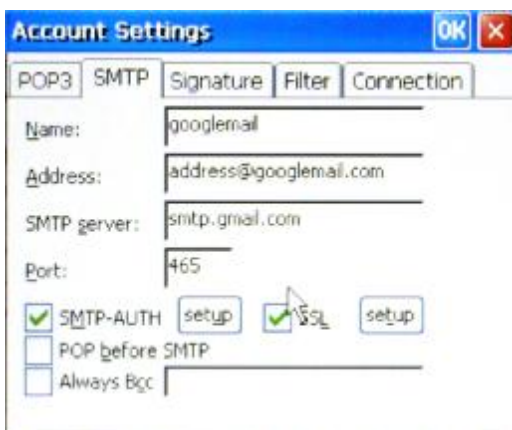 Account Settings OK
POP3 SMTP Signature Filter Connection
Name: googlemail
Address: address@googlemail.com
SMTP server: smtp.gmail.com
Port: 465
SMTP-AUTH setup SSL setup
POP before SMTP
Always Bcc